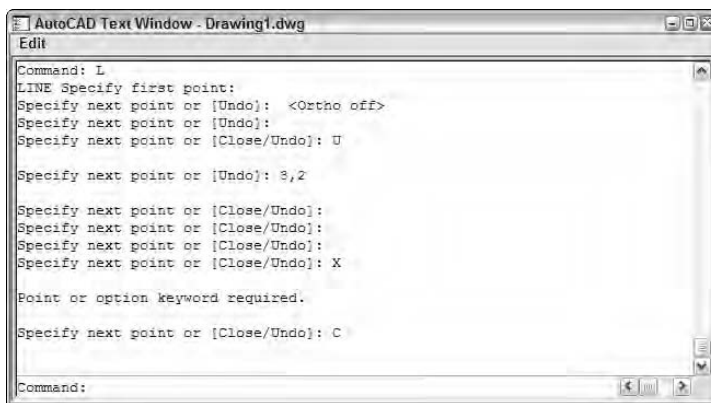 AutoCAD Text Window - Drawing1.dwg
Edit
Command: L
LINE Specify first point:
Specify next point or [Undo]:  <Ortho off>
Specify next point or [Undo]:
Specify next point or [Close/Undo]: U
Specify next point or [Undo]: 3,2
Specify next point or [Close/Undo]:
Specify next point or [Close/Undo]:
Specify next point or [Close/Undo]:
Specify next point or [Close/Undo]: X
Point or option keyword required.
Specify next point or [Close/Undo]: C
Command: